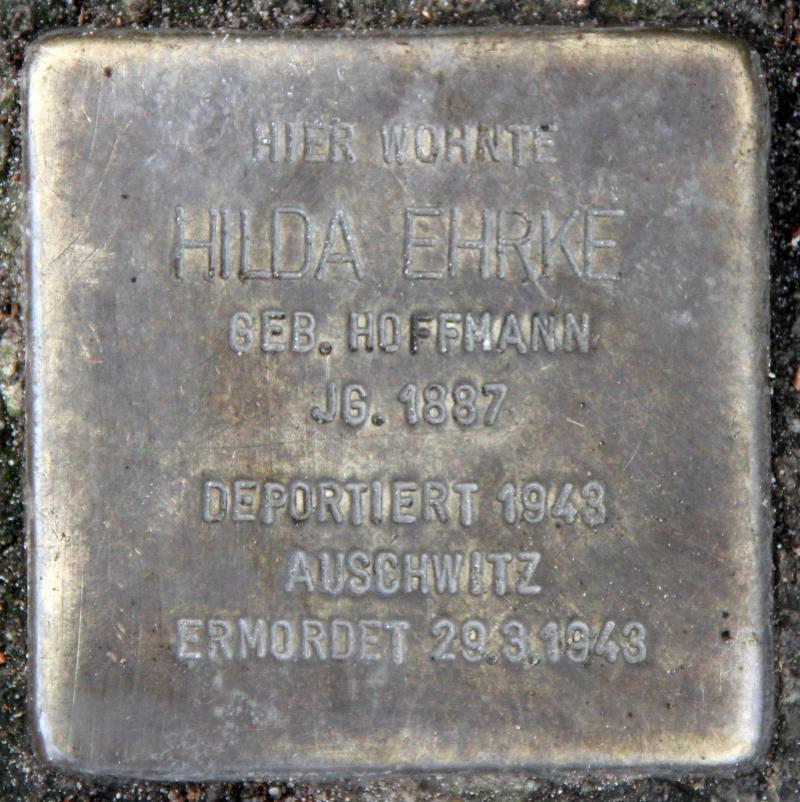 HIER WOHNTE
HILDA EHRKE
GEB. HOFFMANN
JG. 1887
DEPORTIERT 1943
AUSCHWITZ
ERMORDET 29.3.1943